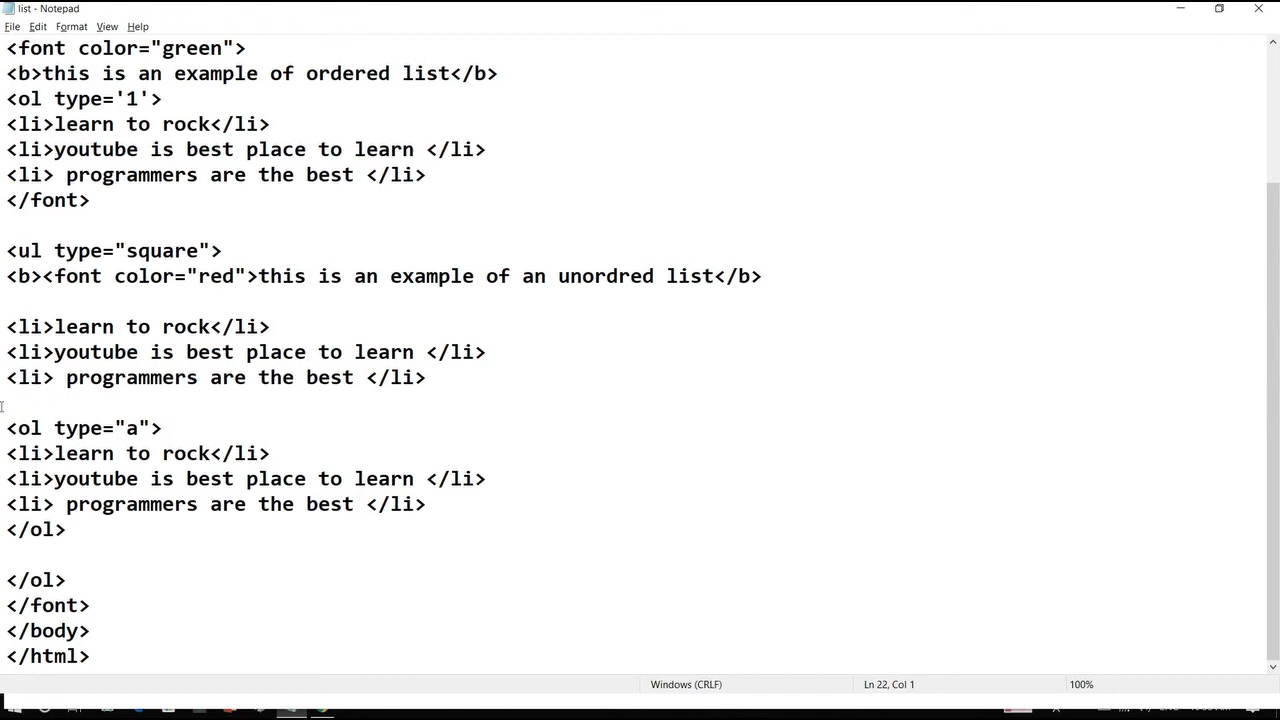 list - Notepad
File Edit Format View Help
<font color="green">
<b>this is an example of ordered list</b>
<ol type='1'>
<li>learn to rock</li>
<li>youtube is best place to learn </li>
<li> programmers are the best </li>
</font>
<ul type="square">
<b><font color="red">this is an example of an unordred list</b>
<li>learn to rock</li>
<li>youtube is best place to learn </li>
<li> programmers are the best </li>
<ol type="a">
<li>learn to rock</li>
<li>youtube is best place to learn </li>
<li> programmers are the best </li>
</ol>
</ol>
</font>
</body>
</html>
Windows (CRLF) Ln 22, Col 1 100%